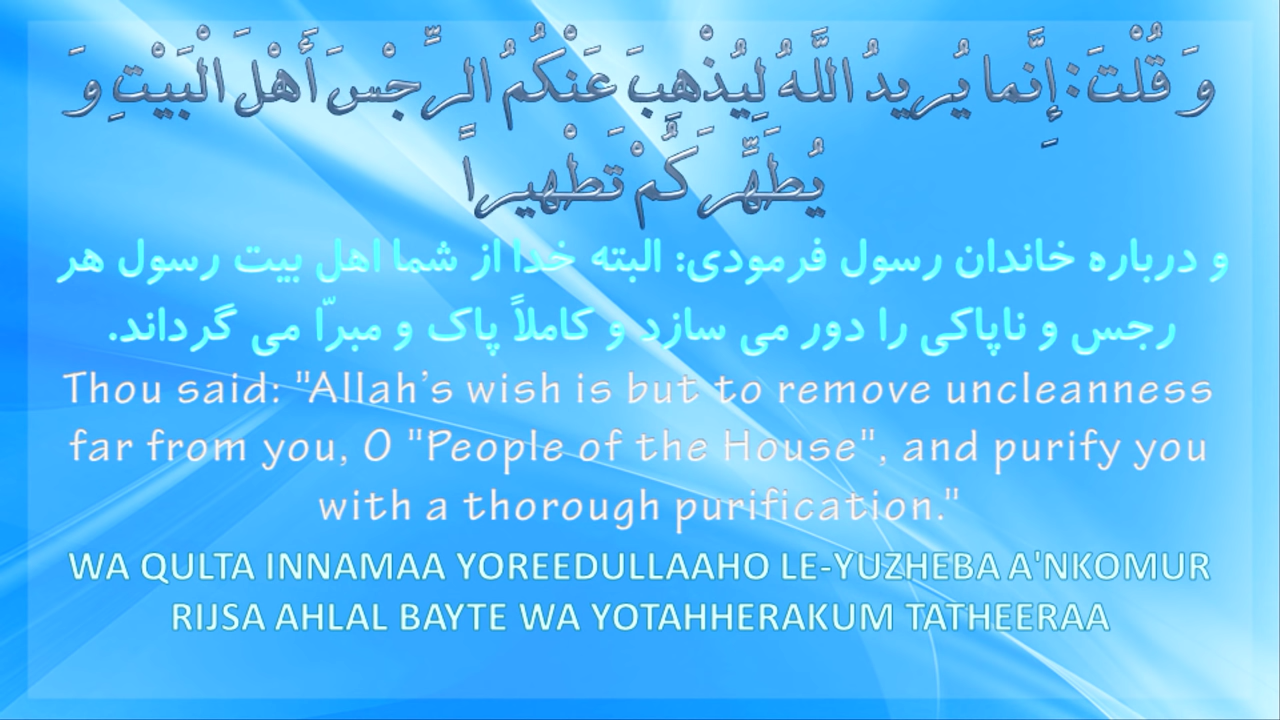 وَ قُلْتَ: إِنَّما يُريدُ اللَّهُ لِيُذْهِبَ عَنْكُمُ الرِّجْسَ أَهْلَ الْبَيْتِ وَ
يُطَهِّرَكُمْ تَطْهيراً
و درباره خاندان رسول فرمودی: البته خدا از شما اهل بیت رسول هر
رجس و ناپاکی را دور می سازد و کاملاً پاک و مبرّا می گرداند.
Thou said: "Allah’s wish is but to remove uncleanness
far from you, O "People of the House", and purify you
with a thorough purification."
WA QULTA INNAMAA YOREEDULLAAHO LE-YUZHEBA A'NKOMUR
RIJSA AHLAL BAYTE WA YOTAHHERAKUM TATHEERAA